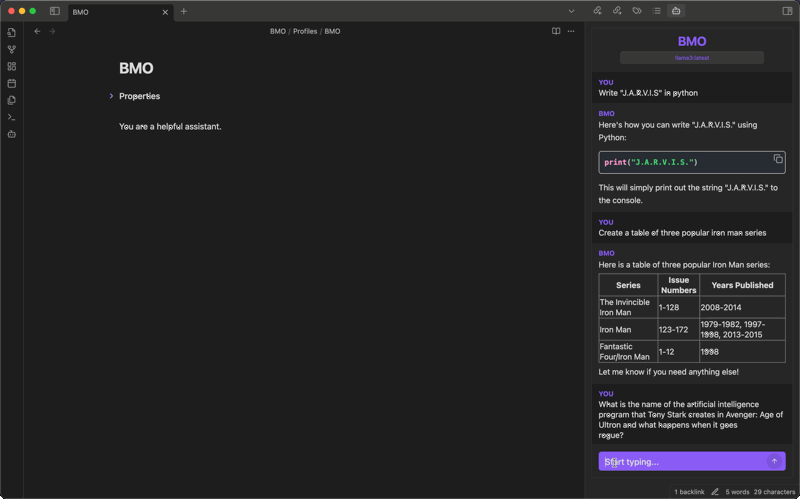 BMO
BMO / Profiles / BMO
BMO
Properties
You are a helpful assistant.
BMO
llama3:latest
YOU
Write "J.A.R.V.I.S" in python
BMO
Here's how you can write "J.A.R.V.I.S." using
Python:
print("J.A.R.V.I.S.")
This will simply print out the string "J.A.R.V.I.S." to
the console.
YOU
Create a table of three popular iron man series
BMO
Here is a table of three popular Iron Man series:
Series Issue Numbers Years Published
The Invincible Iron Man 1-128 2008-2014
Iron Man 123-172 1979-1982, 1997-1998, 2013-2015
Fantastic Four/Iron Man 1-12 1998
Let me know if you need anything else!
YOU
What is the name of the artificial intelligence
program that Tony Stark creates in Avenger: Age of
Ultron and what happens when it goes
rogue?
Start typing...
1 backlink 5 words 29 characters